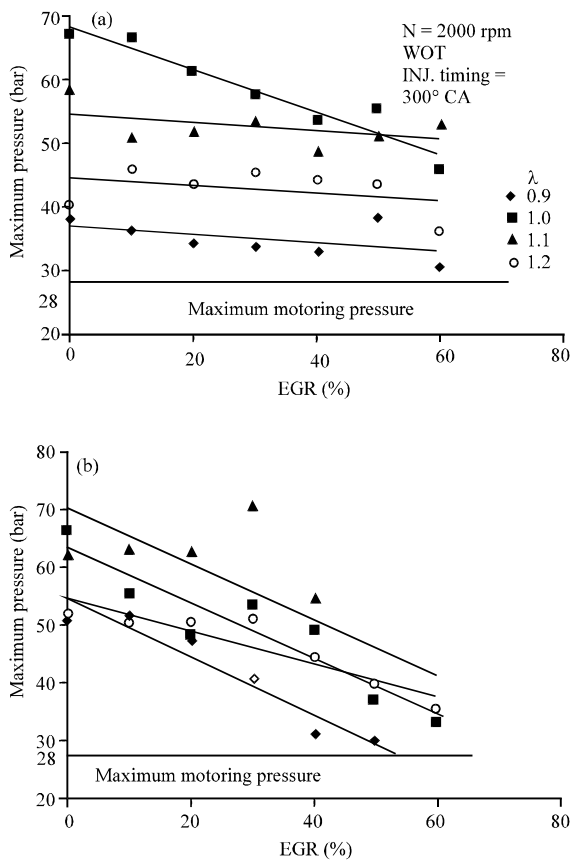 (a)
N = 2000 rpm
WOT
INJ. timing =
300° CA
λ
0.9
1.0
1.1
1.2
Maximum pressure (bar)
70
60
50
40
30
28
20
Maximum motoring pressure
0
20
40
60
80
EGR (%)
(b)
Maximum pressure (bar)
80
70
60
50
40
30
28
20
Maximum motoring pressure
0
20
40
60
80
EGR (%)